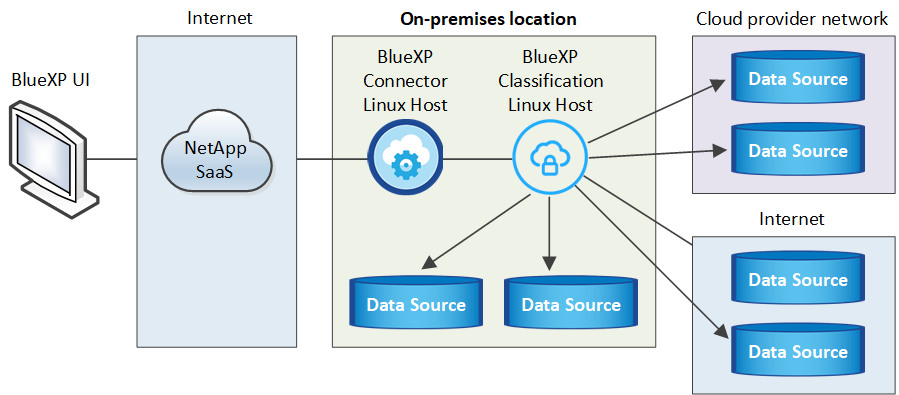 Internet
On-premises location
Cloud provider network
BlueXP UI
NetApp
SaaS
BlueXP
Connector
Linux Host
BlueXP
Classification
Linux Host
Data Source
Data Source
Data Source
Data Source
Internet
Data Source
Data Source